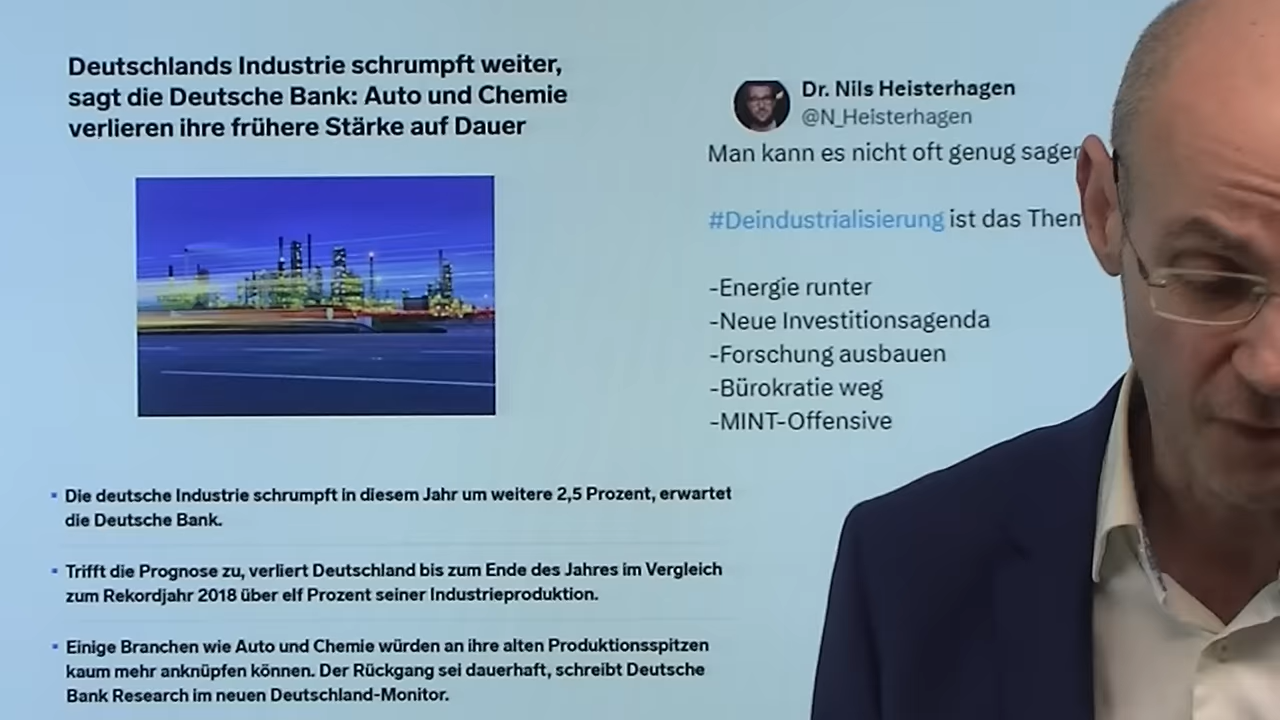 Deutschlands Industrie schrumpft weiter,
sagt die Deutsche Bank: Auto und Chemie
verlieren ihre frühere Stärke auf Dauer
Dr. Nils Heisterhagen
@N_Heisterhagen
Man kann es nicht oft genug sagen
#Deindustrialisierung ist das Them
-Energie runter
-Neue Investitionsagenda
-Forschung ausbauen
-Bürokratie weg
-MINT-Offensive
▪ Die deutsche Industrie schrumpft in diesem Jahr um weitere 2,5 Prozent, erwartet
die Deutsche Bank.
▪ Trifft die Prognose zu, verliert Deutschland bis zum Ende des Jahres im Vergleich
zum Rekordjahr 2018 über elf Prozent seiner Industrieproduktion.
▪ Einige Branchen wie Auto und Chemie würden an ihre alten Produktionsspitzen
kaum mehr anknüpfen können. Der Rückgang sei dauerhaft, schreibt Deutsche
Bank Research im neuen Deutschland-Monitor.